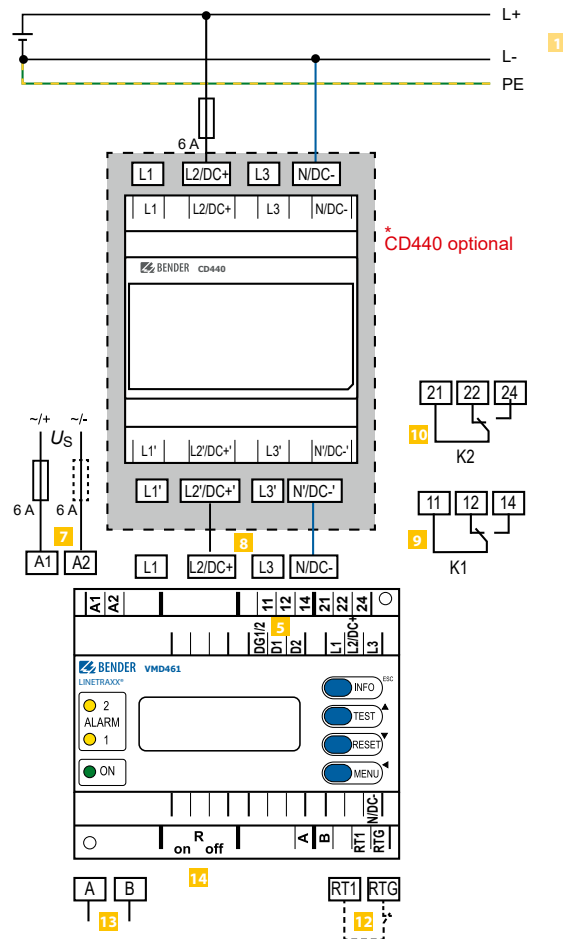 L+
1
L-
PE
6 A
L1 L2/DC+ L3 N/DC-
L1 L2/DC+ L3 N/DC-
*
CD440 optional
BENDER CD440
21 22 24
10
K2
~/+ ~/-
US
L1' L2'/DC+' L3' N'/DC-'
L1' L2'/DC+' L3' N'/DC-'
11 12 14
9
K1
6 A 6 A
7
8
A1 A2
L1 L2/DC+ L3 N/DC-
A1 A2 11 12 14 21 22 24
5
DG1/2 D1 D2 L1 L2/DC+ L3
BENDER VMD461
LINETRAXX®
INFO ESC
2
ALARM
1
TEST
RESET
ON
MENU
N/DC-
R
on off
A B RT1 RTG
14
A B
13
RT1 RTG
12